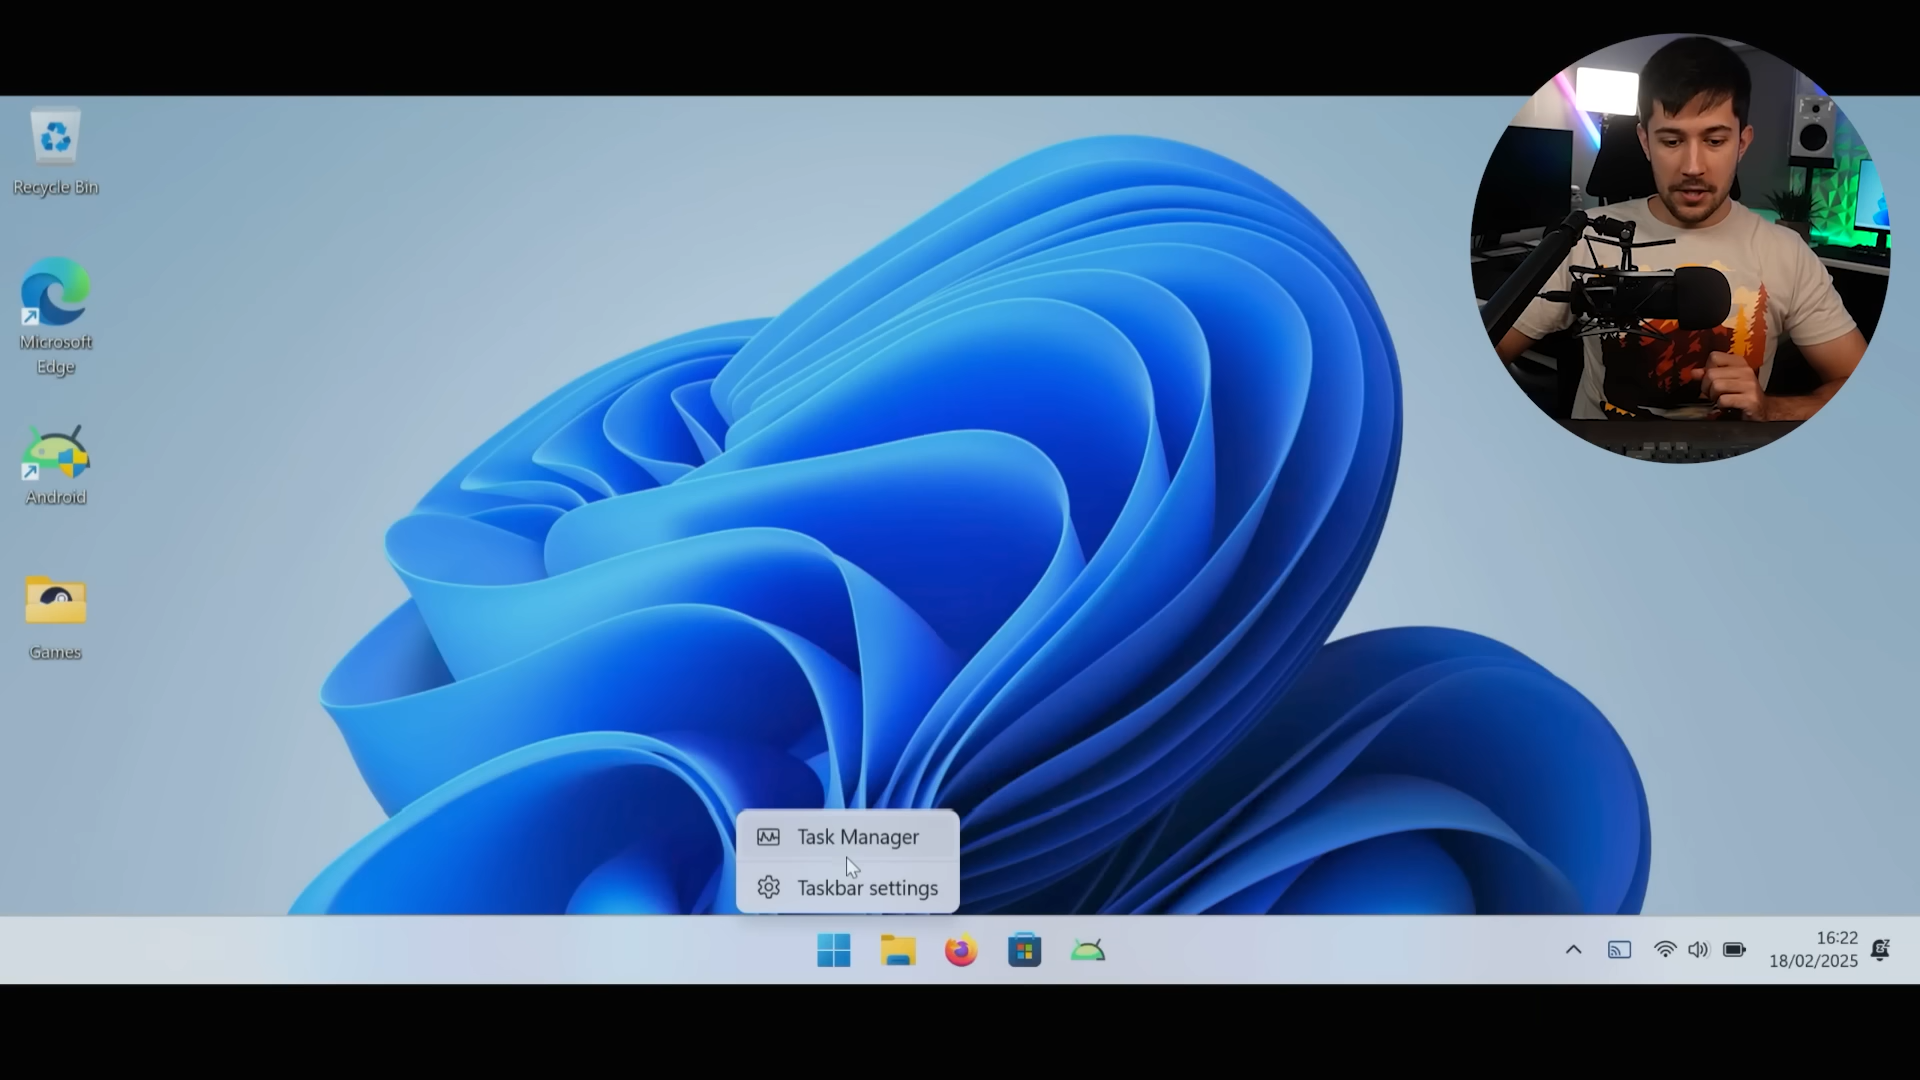 Recycle Bin
Microsoft
Edge
Android
Games
Task Manager
Taskbar settings
16:22
18/02/2025